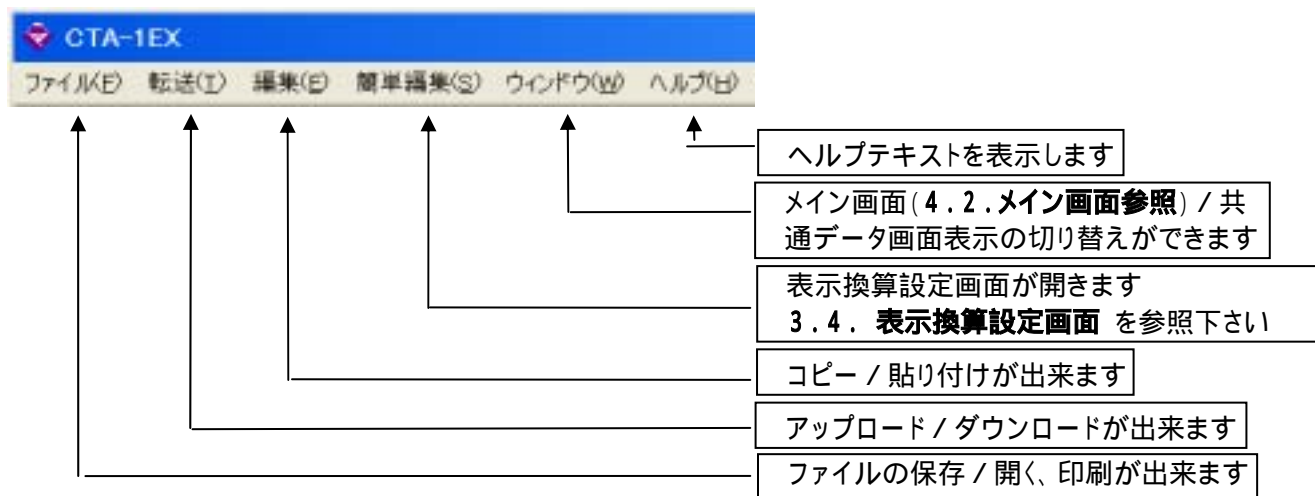 CTA-1EX
ファイル(F) 転送(T) 編集(E) 簡単編集(S) ウィンドウ(W) ヘルプ(H)
ヘルプテキストを表示します
メイン画面(4.2.メイン画面参照)/共
通データ画面表示の切り替えができます
表示換算設定画面が開きます
3.4. 表示換算設定画面 を参照下さい
コピー/貼り付けが出来ます
アップロード/ダウンロードが出来ます
ファイルの保存/開く、印刷が出来ます